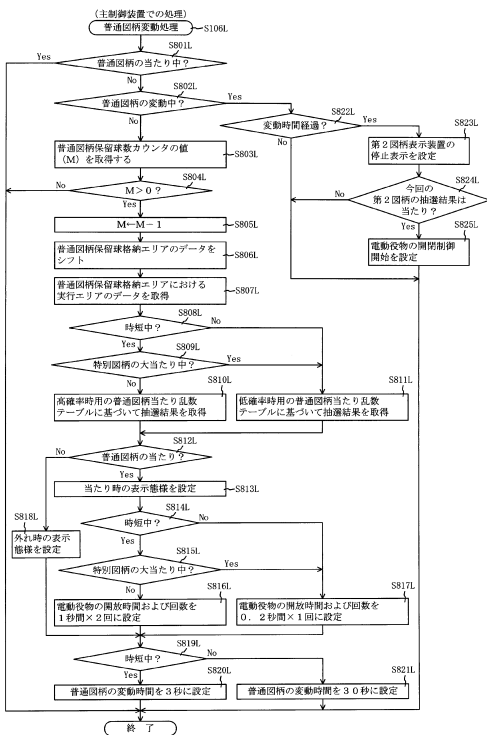 (主制御装置での処理)
普通図柄変動処理
S106L
S801L
普通図柄の当たり中?
Yes
No
S802L
普通図柄の変動中?
Yes
No
S822L
変動時間経過?
Yes
No
S823L
第2図柄表示装置の
停止表示を設定
S824L
今回の
第2図柄の抽選結果は
当たり?
No
Yes
S825L
電動役物の開閉制御
開始を設定
普通図柄保留球数カウンタの値
(M)を取得する
S803L
S804L
M>0?
No
Yes
M←M-1
S805L
普通図柄保留球格納エリアのデータを
シフト
S806L
普通図柄保留球格納エリアにおける
実行エリアのデータを取得
S807L
S808L
時短中?
No
Yes
S809L
特別図柄の大当たり中?
Yes
No
S810L
高確率時用の普通図柄当たり乱数
テーブルに基づいて抽選結果を取得
S811L
低確率時用の普通図柄当たり乱数
テーブルに基づいて抽選結果を取得
S812L
普通図柄の当たり?
No
Yes
当たり時の表示態様を設定
S813L
S818L
外れ時の表示
態様を設定
S814L
時短中?
No
Yes
S815L
特別図柄の大当たり中?
Yes
No
S816L
電動役物の開放時間および回数を
1秒間×2回に設定
S817L
電動役物の開放時間および回数を
0.2秒間×1回に設定
S819L
時短中?
No
Yes
S820L
普通図柄の変動時間を3秒に設定
S821L
普通図柄の変動時間を30秒に設定
終 了